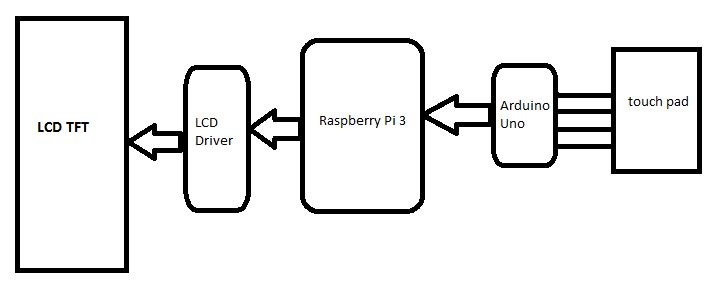 LCD TFT
LCD
Driver
Raspberry Pi 3
Arduino
Uno
touch pad